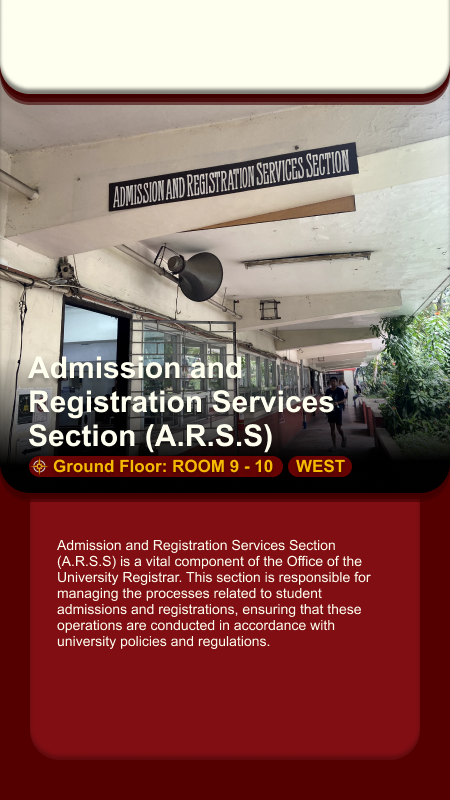 ADMISSION AND REGISTRATION SERVICES SECTION
Admission and
Registration Services
Section (A.R.S.S)
Ground Floor: ROOM 9 - 10 WEST
Admission and Registration Services Section
(A.R.S.S) is a vital component of the Office of the
University Registrar. This section is responsible for
managing the processes related to student
admissions and registrations, ensuring that these
operations are conducted in accordance with
university policies and regulations.